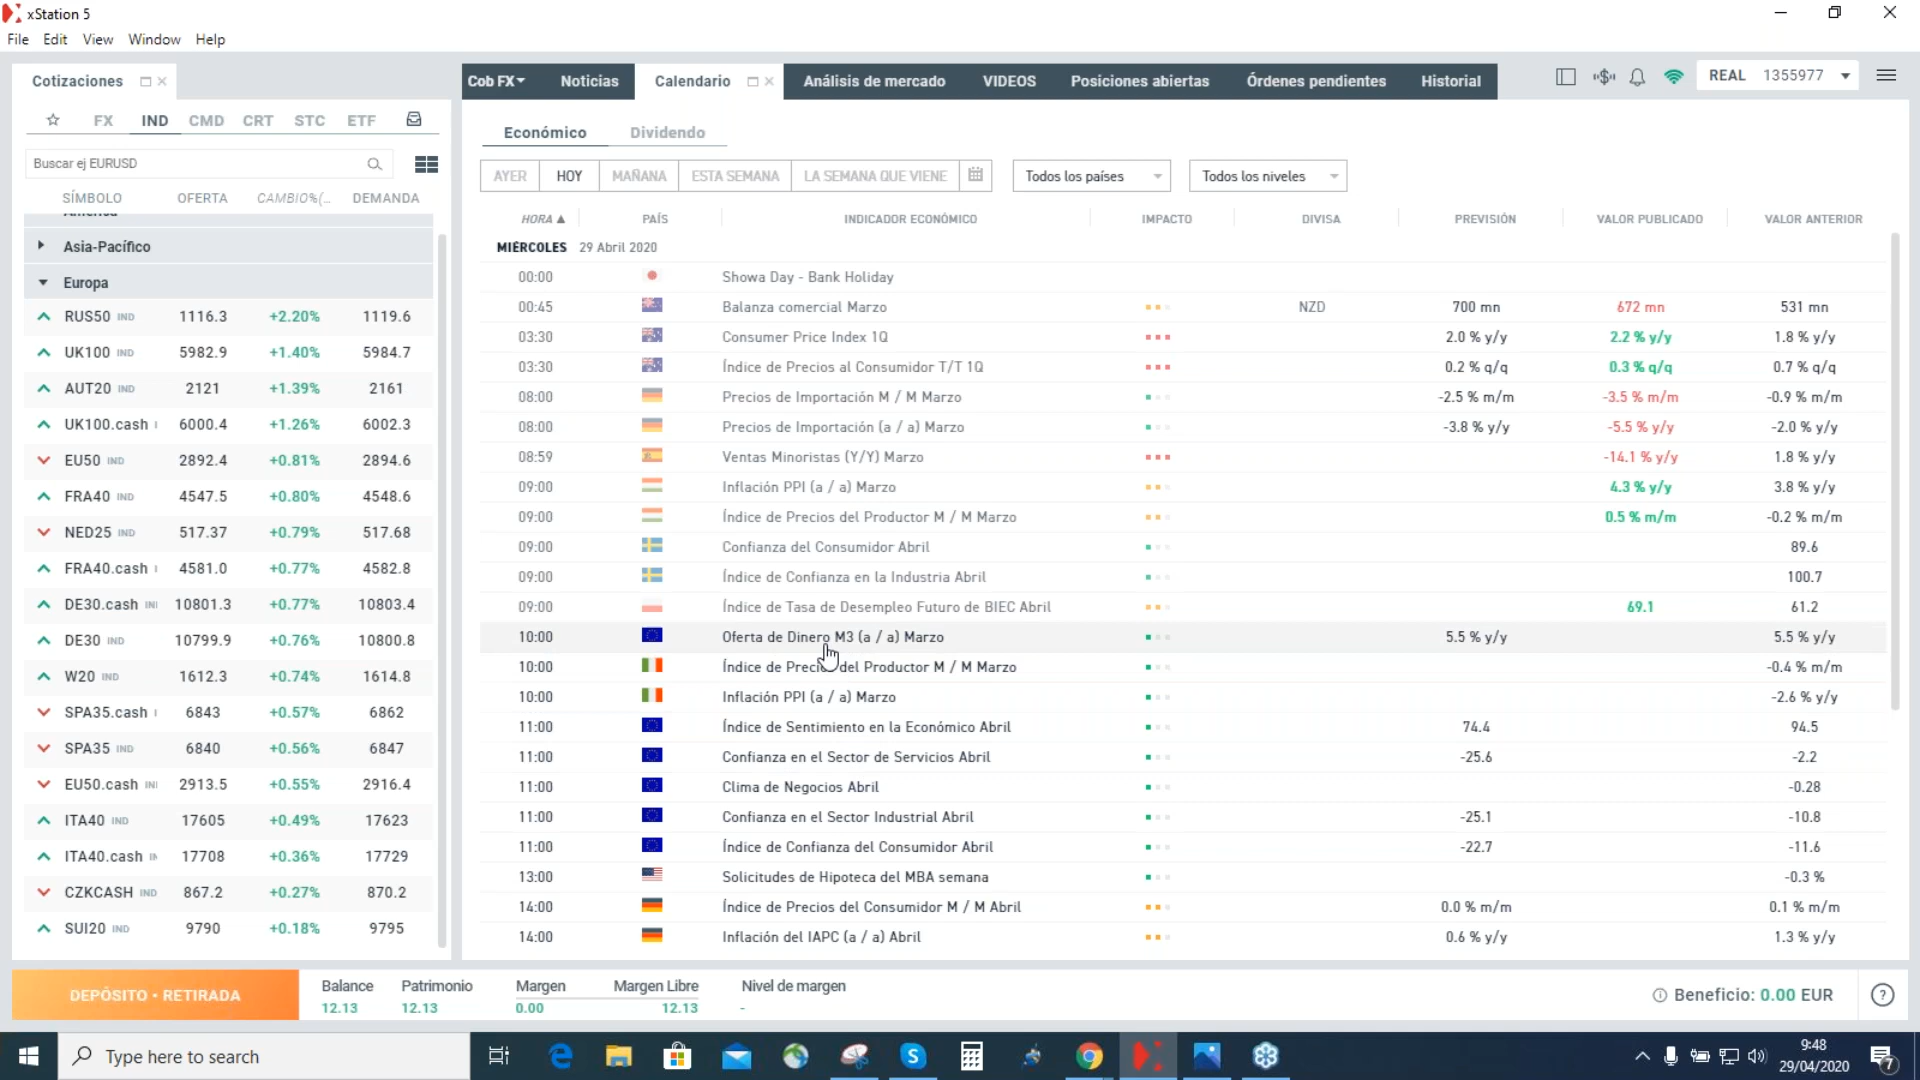 xStation 5
File Edit View Window Help
Cotizaciones
FX IND CMD CRT STC ETF
Buscar ej EURUSD
SÍMBOLO OFERTA CAMBIO%(... DEMANDA
Asia-Pacífico
Europa
RUS50 IND 1116.3 +2.20% 1119.6
UK100 IND 5982.9 +1.40% 5984.7
AUT20 IND 2121 +1.39% 2161
UK100.cash 6000.4 +1.26% 6002.3
EU50 IND 2892.4 +0.81% 2894.6
FRA40 IND 4547.5 +0.80% 4548.6
NED25 IND 517.37 +0.79% 517.68
FRA40.cash 4581.0 +0.77% 4582.8
DE30.cash 10801.3 +0.77% 10803.4
DE30 IND 10799.9 +0.76% 10800.8
W20 IND 1612.3 +0.74% 1614.8
SPA35.cash 6843 +0.57% 6862
SPA35 IND 6840 +0.56% 6847
EU50.cash 2913.5 +0.55% 2916.4
ITA40 IND 17605 +0.49% 17623
ITA40.cash 17708 +0.36% 17729
CZKCASH IND 867.2 +0.27% 870.2
SUI20 IND 9790 +0.18% 9795
Cob FX Noticias Calendario Análisis de mercado VIDEOS Posiciones abiertas Órdenes pendientes Historial
REAL 1355977
Económico Dividendo
AYER HOY MAÑANA ESTA SEMANA LA SEMANA QUE VIENE Todos los países Todos los niveles
HORA PAÍS INDICADOR ECONÓMICO IMPACTO DIVISA PREVISIÓN VALOR PUBLICADO VALOR ANTERIOR
MIÉRCOLES 29 Abril 2020
00:00 Showa Day - Bank Holiday
00:45 Balanza comercial Marzo NZD 700 mn 672 mn 531 mn
03:30 Consumer Price Index 1Q 2.0 % y/y 2.2 % y/y 1.8 % y/y
03:30 Índice de Precios al Consumidor T/T 1Q 0.2 % q/q 0.3 % q/q 0.7 % q/q
08:00 Precios de Importación M / M Marzo -2.5 % m/m -3.5 % m/m -0.9 % m/m
08:00 Precios de Importación (a / a) Marzo -3.8 % y/y -5.5 % y/y -2.0 % y/y
08:59 Ventas Minoristas (Y/Y) Marzo -14.1 % y/y 1.8 % y/y
09:00 Inflación PPI (a / a) Marzo 4.3 % y/y 3.8 % y/y
09:00 Índice de Precios del Productor M / M Marzo 0.5 % m/m -0.2 % m/m
09:00 Confianza del Consumidor Abril 89.6
09:00 Índice de Confianza en la Industria Abril 100.7
09:00 Índice de Tasa de Desempleo Futuro de BIEC Abril 69.1 61.2
10:00 Oferta de Dinero M3 (a / a) Marzo 5.5 % y/y 5.5 % y/y
10:00 Índice de Precios del Productor M / M Marzo -0.4 % m/m
10:00 Inflación PPI (a / a) Marzo -2.6 % y/y
11:00 Índice de Sentimiento en la Económico Abril 74.4 94.5
11:00 Confianza en el Sector de Servicios Abril -25.6 -2.2
11:00 Clima de Negocios Abril -0.28
11:00 Confianza en el Sector Industrial Abril -25.1 -10.8
11:00 Índice de Confianza del Consumidor Abril -22.7 -11.6
13:00 Solicitudes de Hipoteca del MBA semana -0.3 %
14:00 Índice de Precios del Consumidor M / M Abril 0.0 % m/m 0.1 % m/m
14:00 Inflación del IAPC (a / a) Abril 0.6 % y/y 1.3 % y/y
DEPÓSITO • RETIRADA
Balance Patrimonio Margen Margen Libre Nivel de margen
12.13 12.13 0.00 12.13 -
Beneficio: 0.00 EUR
Type here to search
9:48
29/04/2020
7